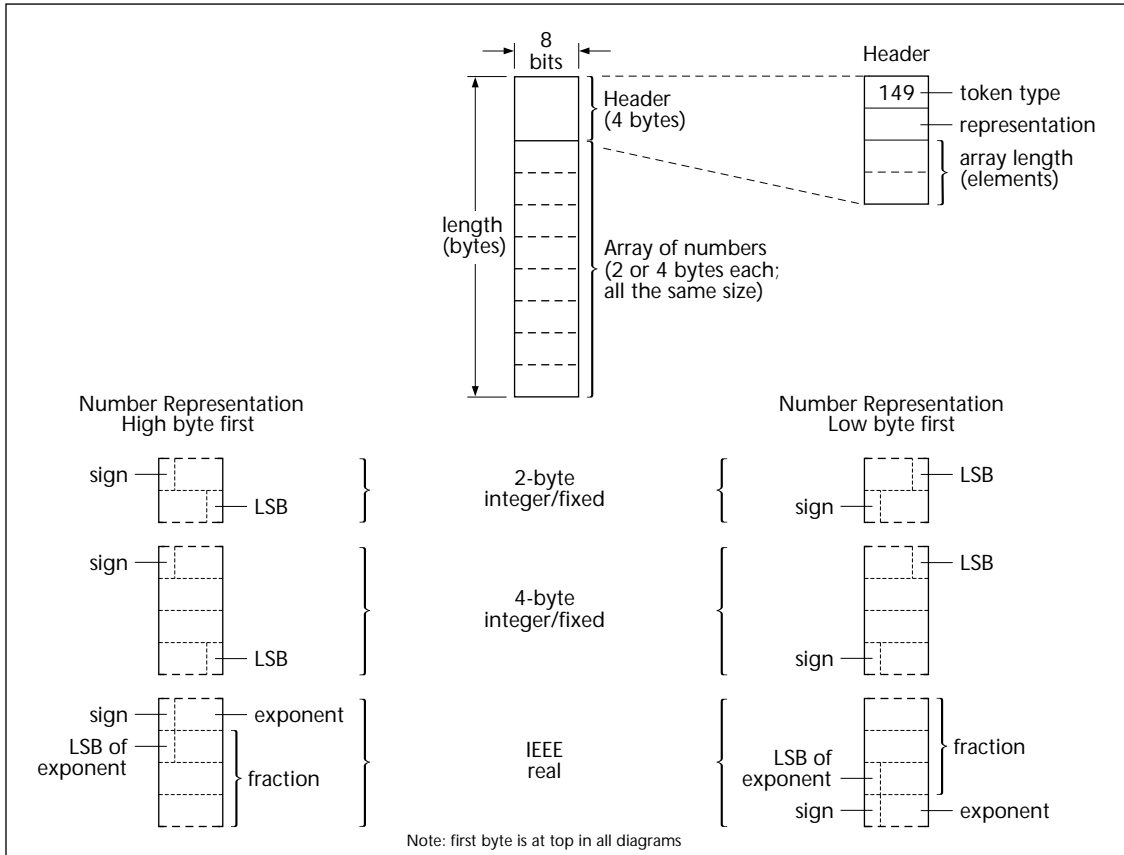 8
bits
Header
Header
(4 bytes)
149
token type
representation
array length
(elements)
length
(bytes)
Array of numbers
(2 or 4 bytes each;
all the same size)
Number Representation
High byte first
Number Representation
Low byte first
sign
LSB
2-byte
integer/fixed
LSB
sign
sign
LSB
4-byte
integer/fixed
LSB
sign
sign
exponent
LSB of
exponent
fraction
IEEE
real
fraction
LSB of
exponent
sign
exponent
Note: first byte is at top in all diagrams